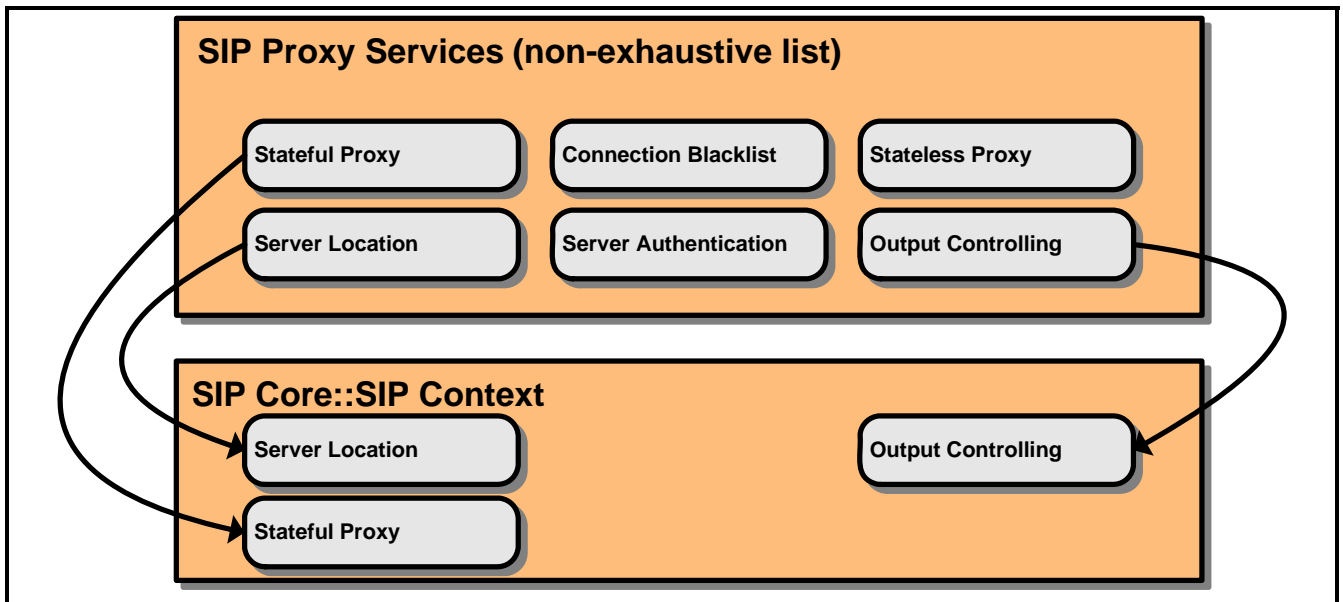 SIP Proxy Services (non-exhaustive list)
Stateful Proxy
Connection Blacklist
Stateless Proxy
Server Location
Server Authentication
Output Controlling
SIP Core::SIP Context
Server Location
Output Controlling
Stateful Proxy